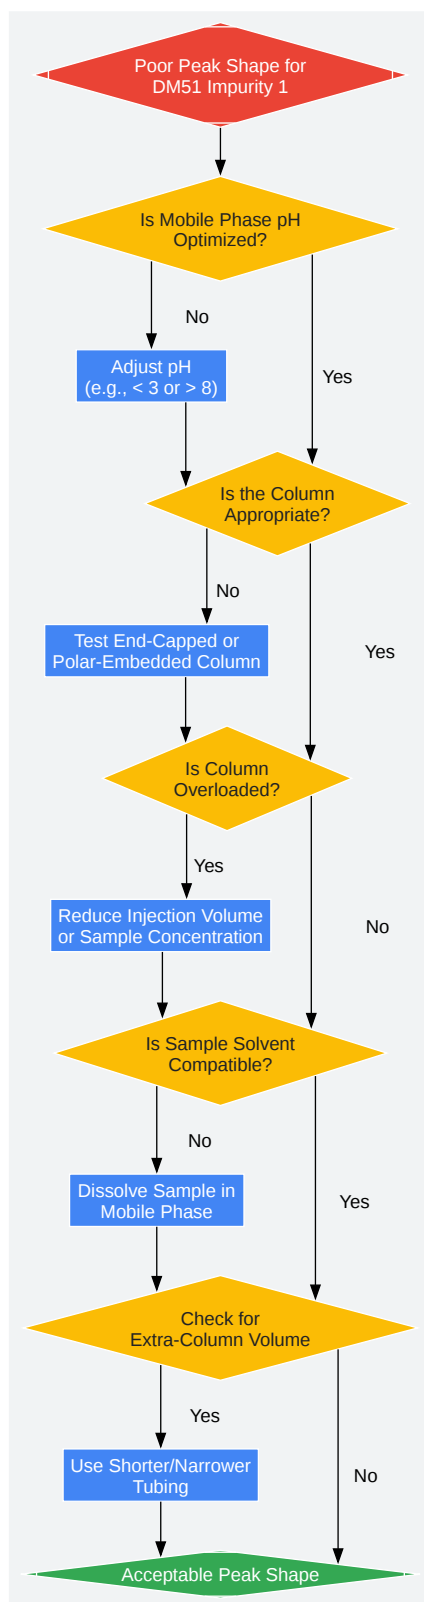 Poor Peak Shape for
DM51 Impurity 1
Is Mobile Phase pH
Optimized?
No
Adjust pH
(e.g., < 3 or > 8)
Yes
Is the Column
Appropriate?
No
Test End-Capped or
Polar-Embedded Column
Yes
Is Column
Overloaded?
Yes
Reduce Injection Volume
or Sample Concentration
No
Is Sample Solvent
Compatible?
No
Dissolve Sample in
Mobile Phase
Yes
Check for
Extra-Column Volume
Yes
Use Shorter/Narrower
Tubing
No
Acceptable Peak Shape